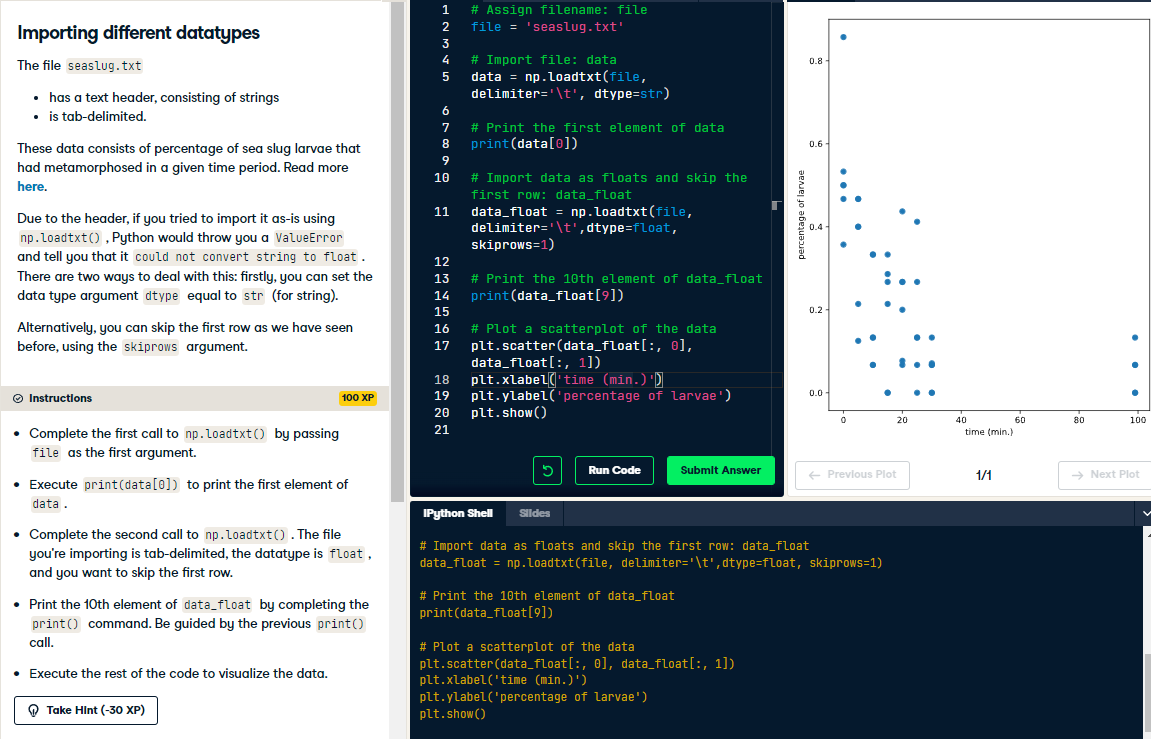 Importing different datatypes
The file seaslug.txt
• has a text header, consisting of strings
• is tab-delimited.
These data consists of percentage of sea slug larvae that
had metamorphosed in a given time period. Read more
here.
Due to the header, if you tried to import it as-is using
np.loadtxt() , Python would throw you a ValueError
and tell you that it could not convert string to float .
There are two ways to deal with this: firstly, you can set the
data type argument dtype equal to str (for string).
Alternatively, you can skip the first row as we have seen
before, using the skiprows argument.
Instructions
100 XP
• Complete the first call to np.loadtxt() by passing
file as the first argument.
• Execute print(data[0]) to print the first element of
data .
• Complete the second call to np.loadtxt() . The file
you're importing is tab-delimited, the datatype is float ,
and you want to skip the first row.
• Print the 10th element of data_float by completing the
print() command. Be guided by the previous print()
call.
• Execute the rest of the code to visualize the data.
Take Hint (-30 XP)
1 # Assign filename: file
2 file = 'seaslug.txt'
3
4 # Import file: data
5 data = np.loadtxt(file,
delimiter='\t', dtype=str)
6
7 # Print the first element of data
8 print(data[0])
9
10 # Import data as floats and skip the
first row: data_float
11 data_float = np.loadtxt(file,
delimiter='\t',dtype=float,
skiprows=1)
12
13 # Print the 10th element of data_float
14 print(data_float[9])
15
16 # Plot a scatterplot of the data
17 plt.scatter(data_float[:, 0],
data_float[:, 1])
18 plt.xlabel('time (min.)')
19 plt.ylabel('percentage of larvae')
20 plt.show()
21
Run Code
Submit Answer
percentage of larvae
0.8
0.6
0.4
0.2
0.0
0 20 40 60 80 100
time (min.)
← Previous Plot
1/1
→ Next Plot
IPython Shell
Slides
# Import data as floats and skip the first row: data_float
data_float = np.loadtxt(file, delimiter='\t',dtype=float, skiprows=1)
# Print the 10th element of data_float
print(data_float[9])
# Plot a scatterplot of the data
plt.scatter(data_float[:, 0], data_float[:, 1])
plt.xlabel('time (min.)')
plt.ylabel('percentage of larvae')
plt.show()